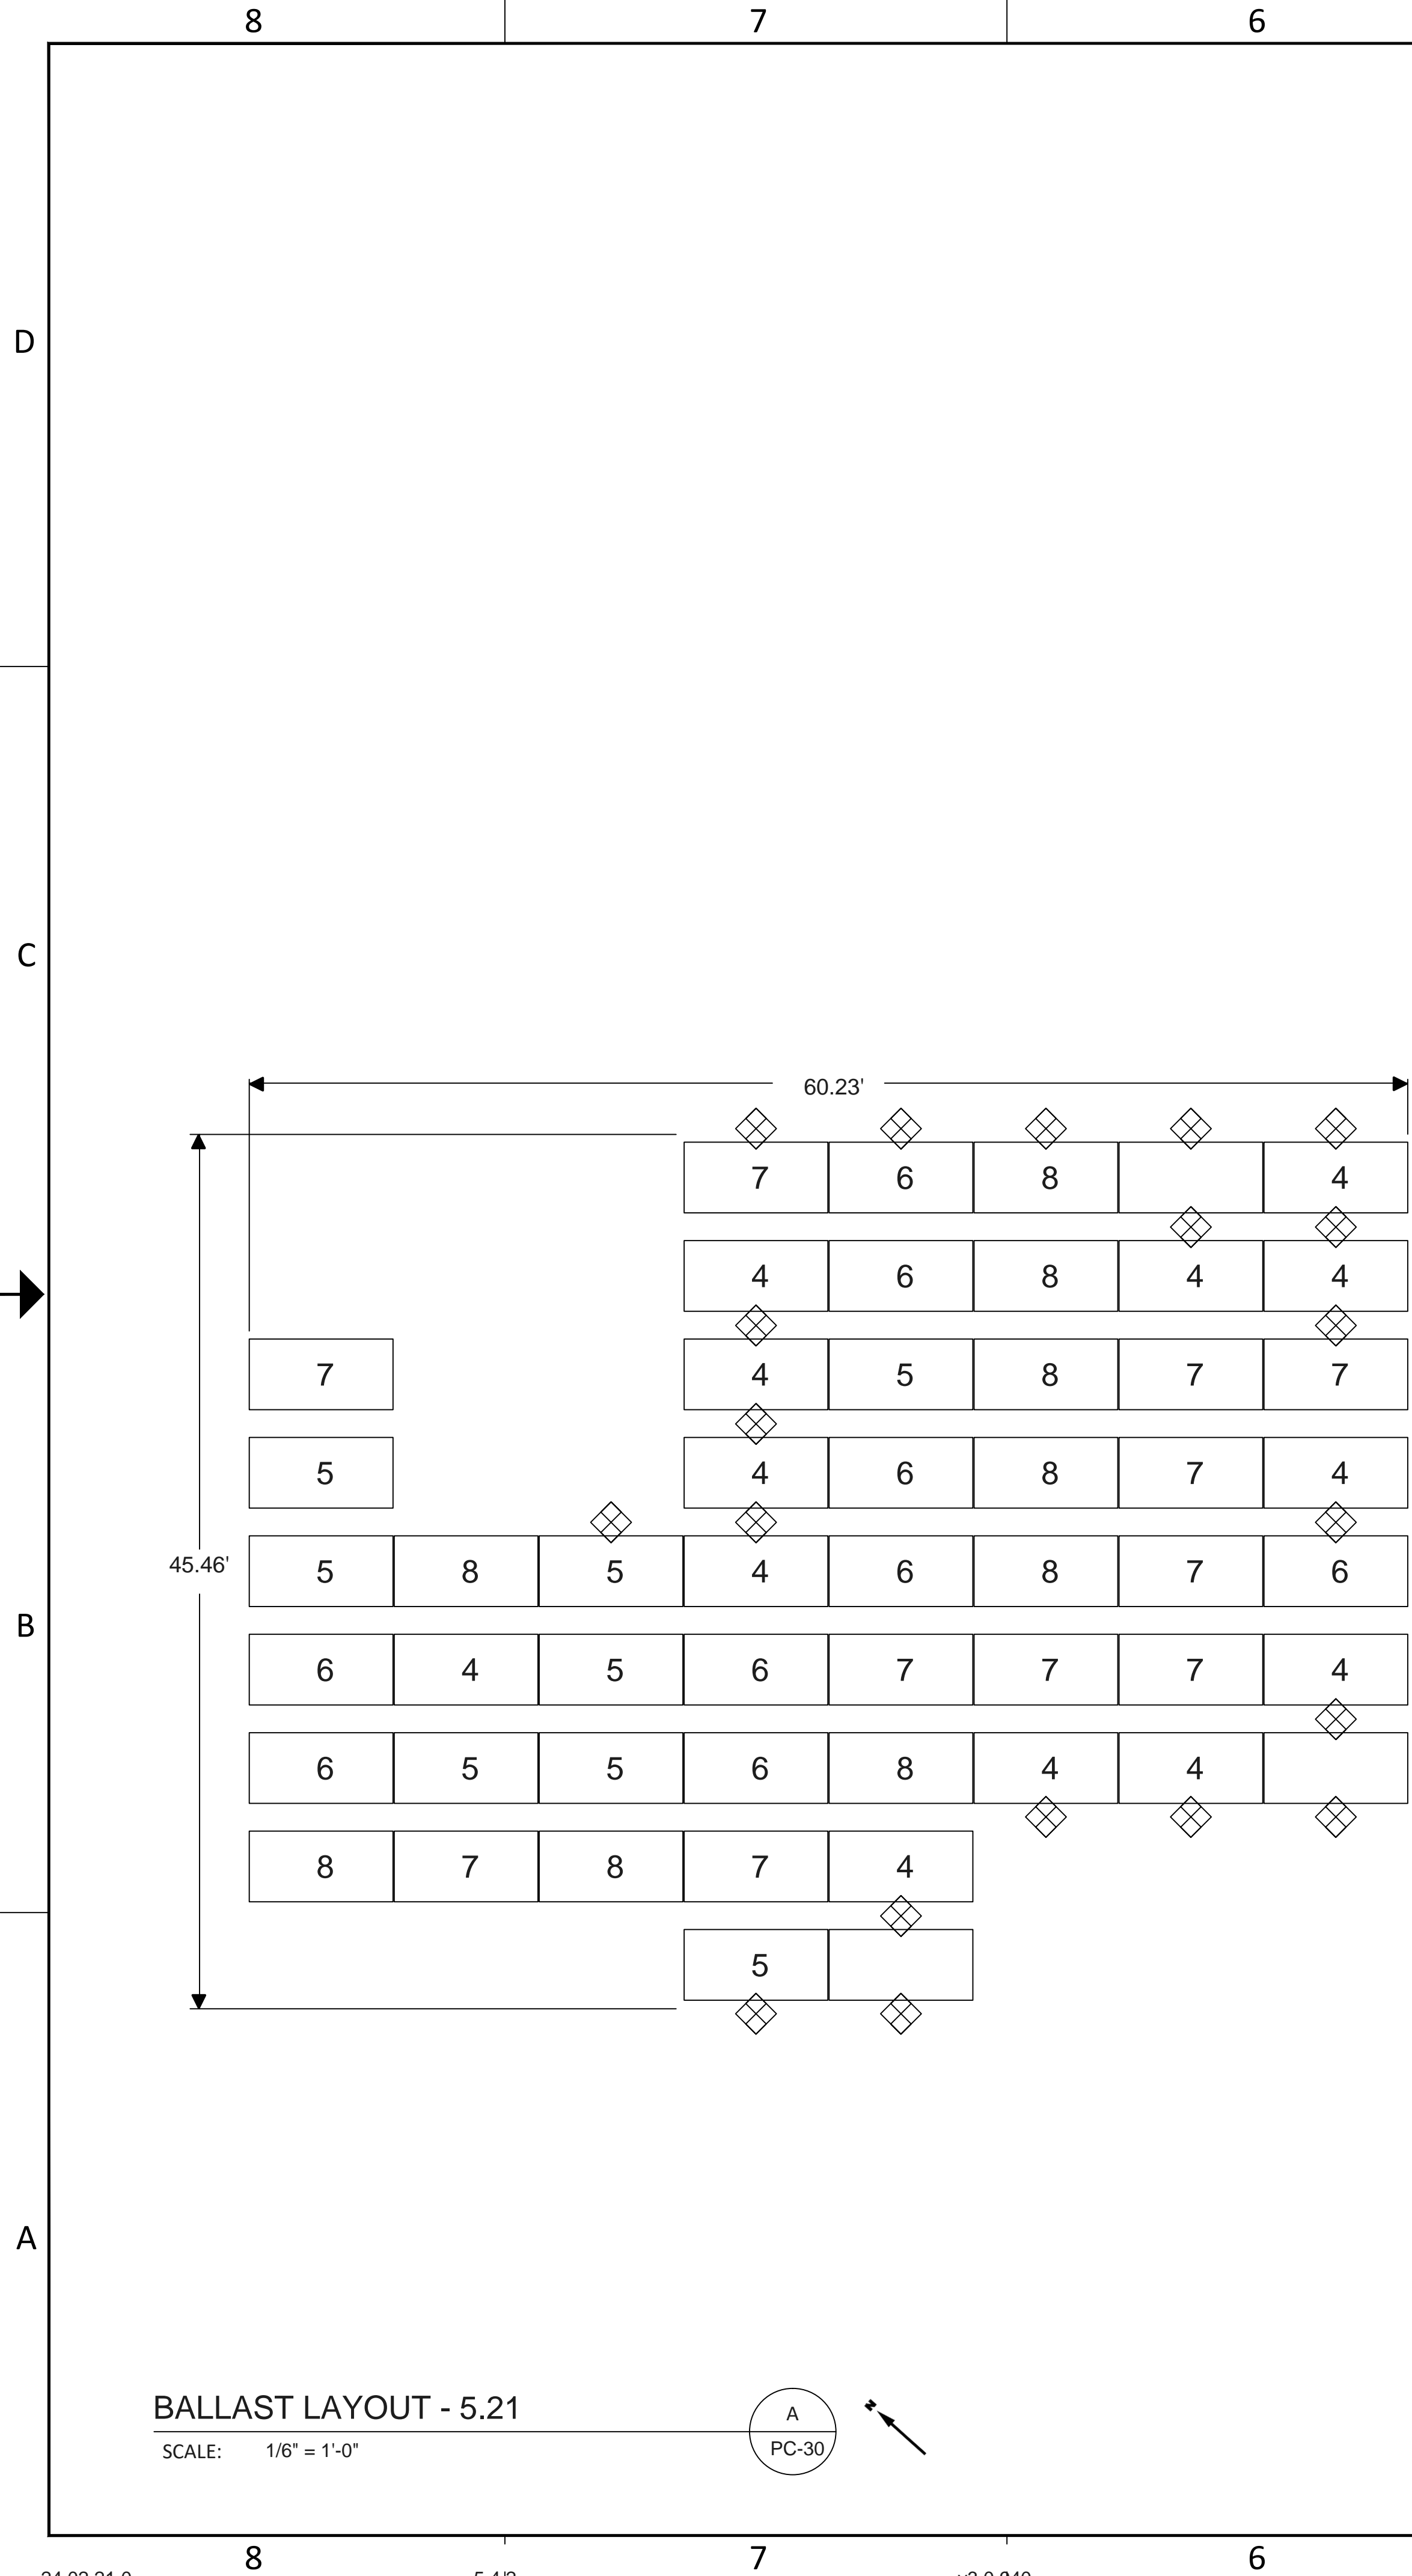 8 7 6
D
C
60.23'
7 6 8 4
4 6 8 4 4
7 4 5 8 7 7
5 4 6 8 7 4
45.46'
5 8 5 4 6 8 7 6
B
6 4 5 6 7 7 7 4
6 5 5 6 8 4 4
8 7 8 7 4
5
A
BALLAST LAYOUT - 5.21
A
N
SCALE: 1/6" = 1'-0"
PC-30
8 7 6